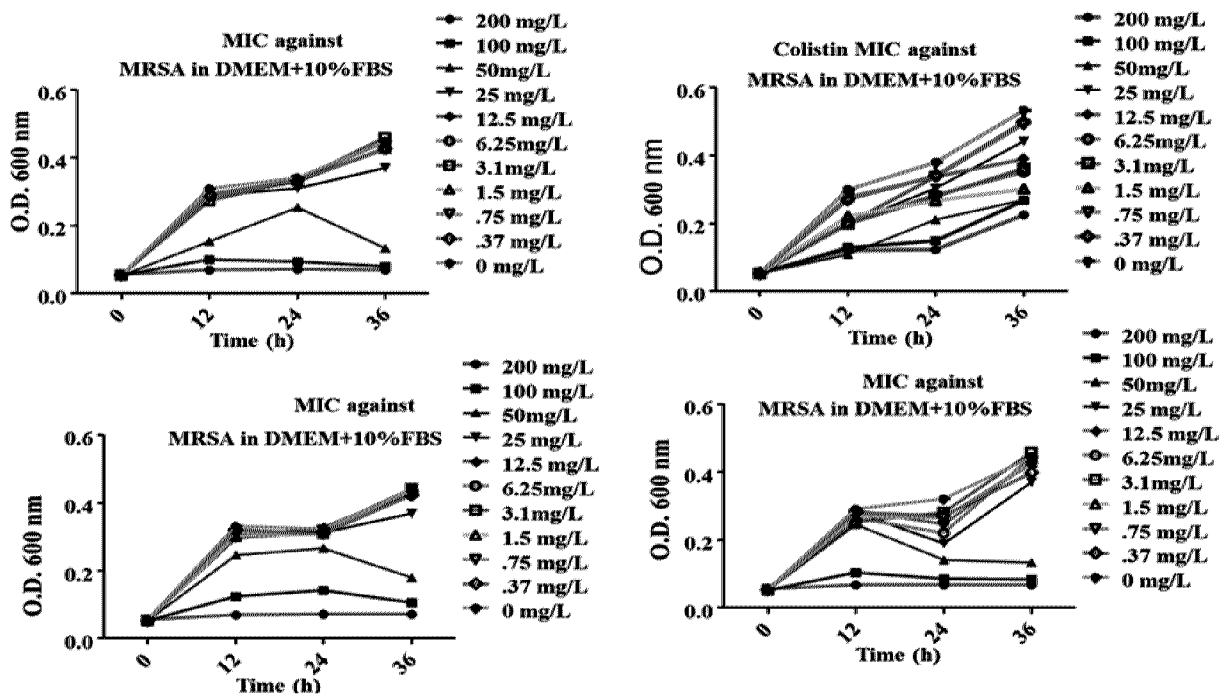 MIC against
MRSA in DMEM+10%FBS
O.D. 600 nm
0.6
0.4
0.2
0.0
0
12
24
36
Time (h)
200 mg/L
100 mg/L
50mg/L
25 mg/L
12.5 mg/L
6.25mg/L
3.1mg/L
1.5 mg/L
.75 mg/L
.37 mg/L
0 mg/L
Colistin MIC against
MRSA in DMEM+10%FBS
O.D. 600 nm
0.6
0.4
0.2
0.0
0
12
24
36
Time (h)
200 mg/L
100 mg/L
50mg/L
25 mg/L
12.5 mg/L
6.25mg/L
3.1mg/L
1.5 mg/L
.75 mg/L
.37 mg/L
0 mg/L
MIC against
MRSA in DMEM+10%FBS
O.D. 600 nm
0.6
0.4
0.2
0.0
0
12
24
36
Time (h)
200 mg/L
100 mg/L
50mg/L
25 mg/L
12.5 mg/L
6.25mg/L
3.1mg/L
1.5 mg/L
.75 mg/L
.37 mg/L
0 mg/L
MIC against
MRSA in DMEM+10%FBS
O.D. 600 nm
0.6
0.4
0.2
0.0
0
12
24
36
Time (h)
200 mg/L
100 mg/L
50mg/L
25 mg/L
12.5 mg/L
6.25mg/L
3.1mg/L
1.5 mg/L
.75 mg/L
.37 mg/L
0 mg/L